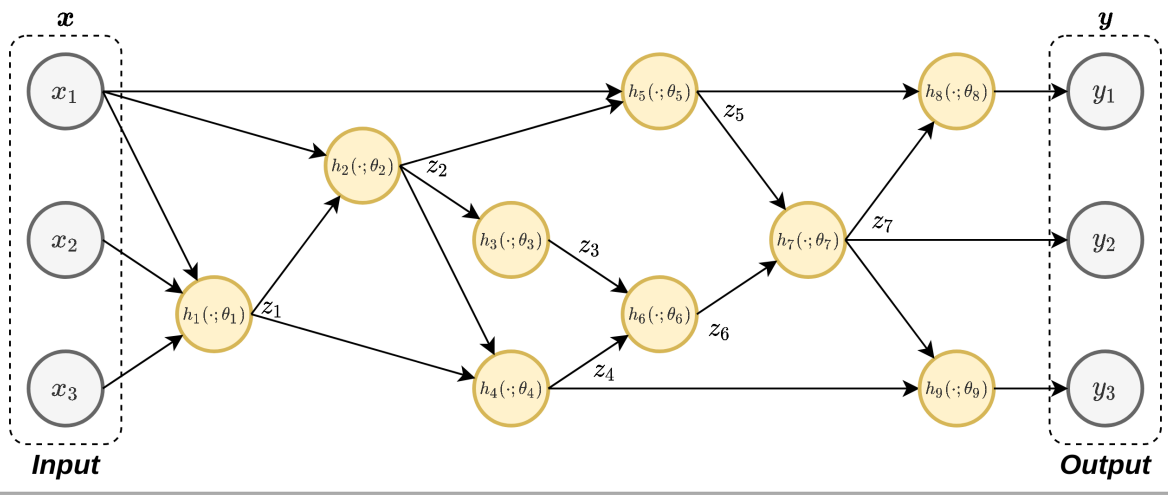 x
y
x₁
h₅(·;θ₅)
h₈(·;θ₈)
y₁
z₅
h₂(·;θ₂)
z₂
x₂
h₃(·;θ₃)
z₃
h₇(·;θ₇)
z₇
y₂
h₁(·;θ₁)
z₁
h₆(·;θ₆)
z₆
z₄
x₃
h₄(·;θ₄)
h₉(·;θ₉)
y₃
Input
Output